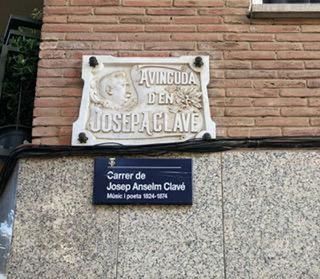 AVINGUDA
D'EN
JOSEP A. CLAVÉ
Carrer de
Josep Anselm Clavé
Músic i poeta 1824-1874